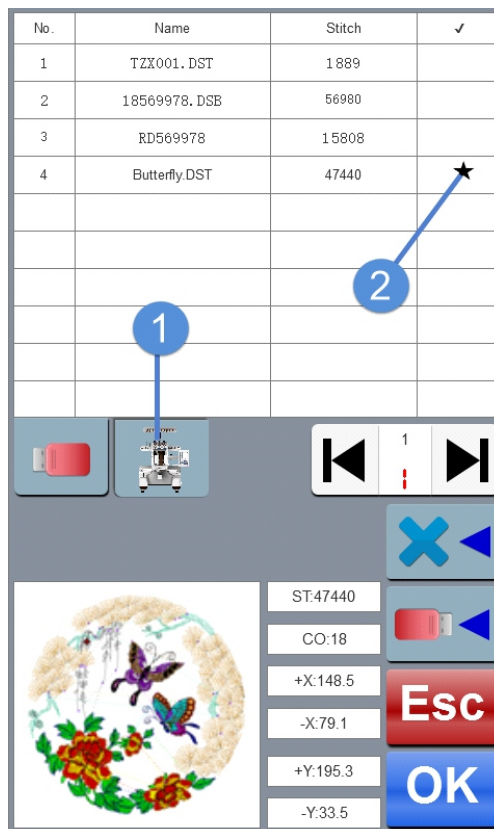 No. Name Stitch ✓
1 TZX001.DST 1889
2 18569978.DSB 56980
3 RD569978 15808
4 Butterfly.DST 47440 ★
2
1
1
ST:47440
CO:18
+X:148.5
-X:79.1
Esc
+Y:195.3
OK
-Y:33.5